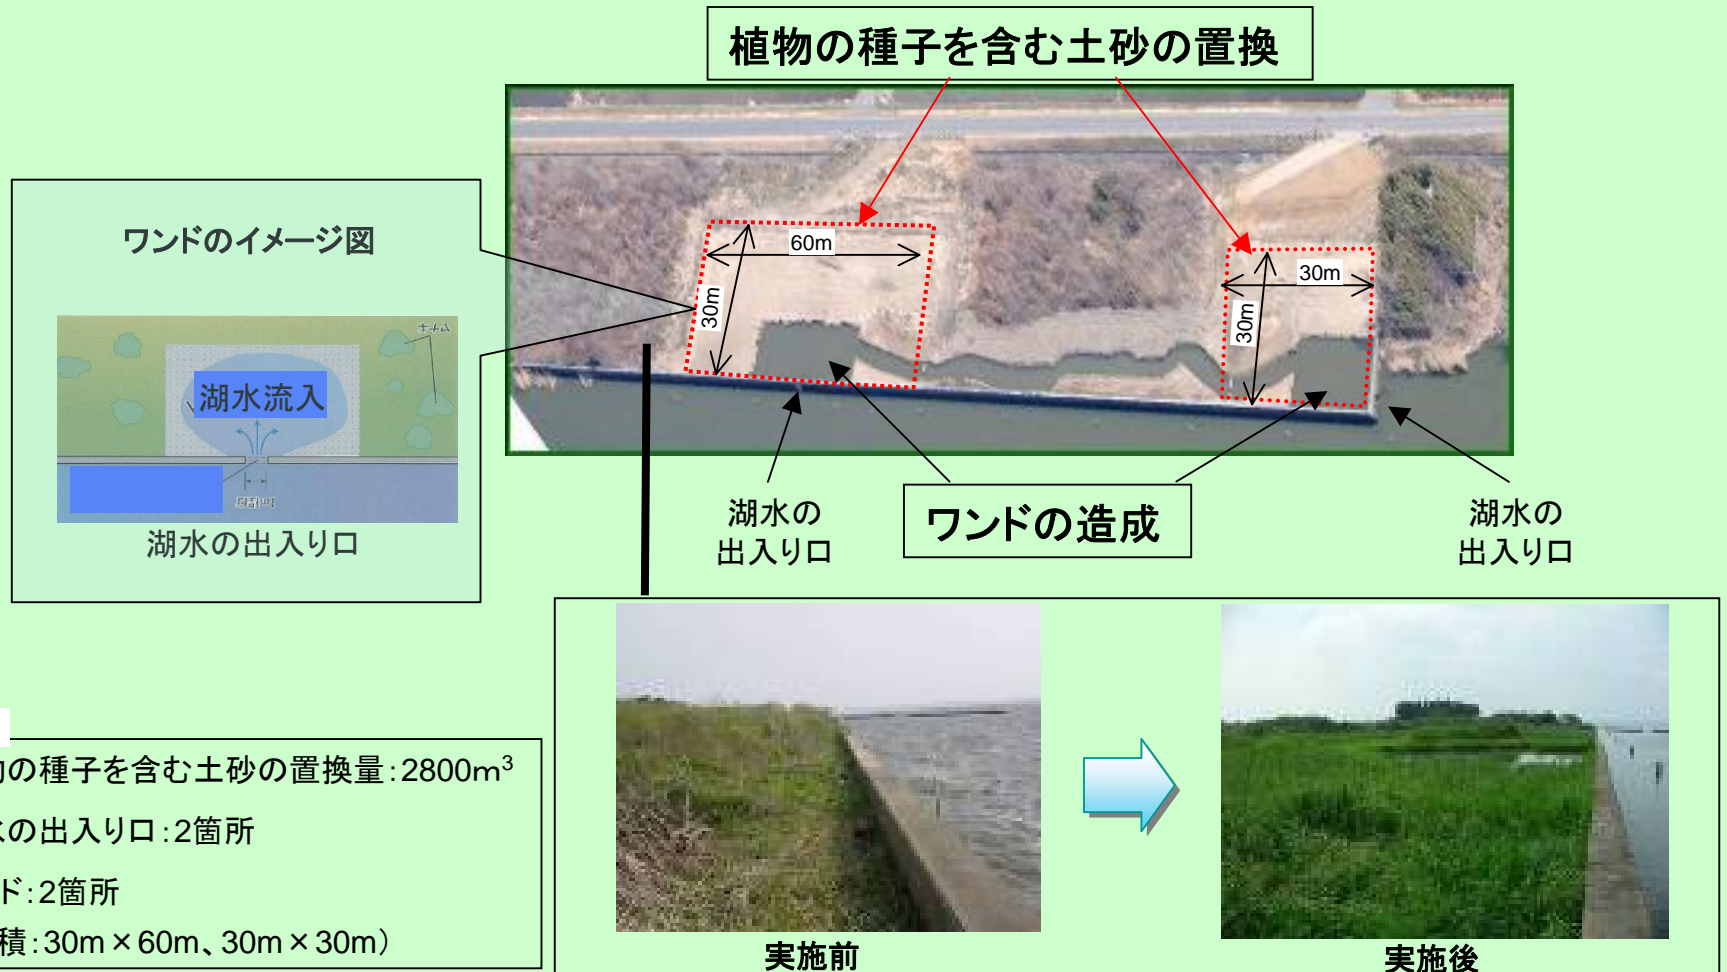 植物の種子を含む土砂の置換
60m
30m
30m
30m
ワンドのイメージ図
湖水流入
湖水の出入り口
湖水の
出入り口
ワンドの造成
湖水の
出入り口
の種子を含む土砂の置換量:2800m³
の出入り口:2箇所
ド:2箇所
積:30m×60m、30m×30m)
実施前
実施後